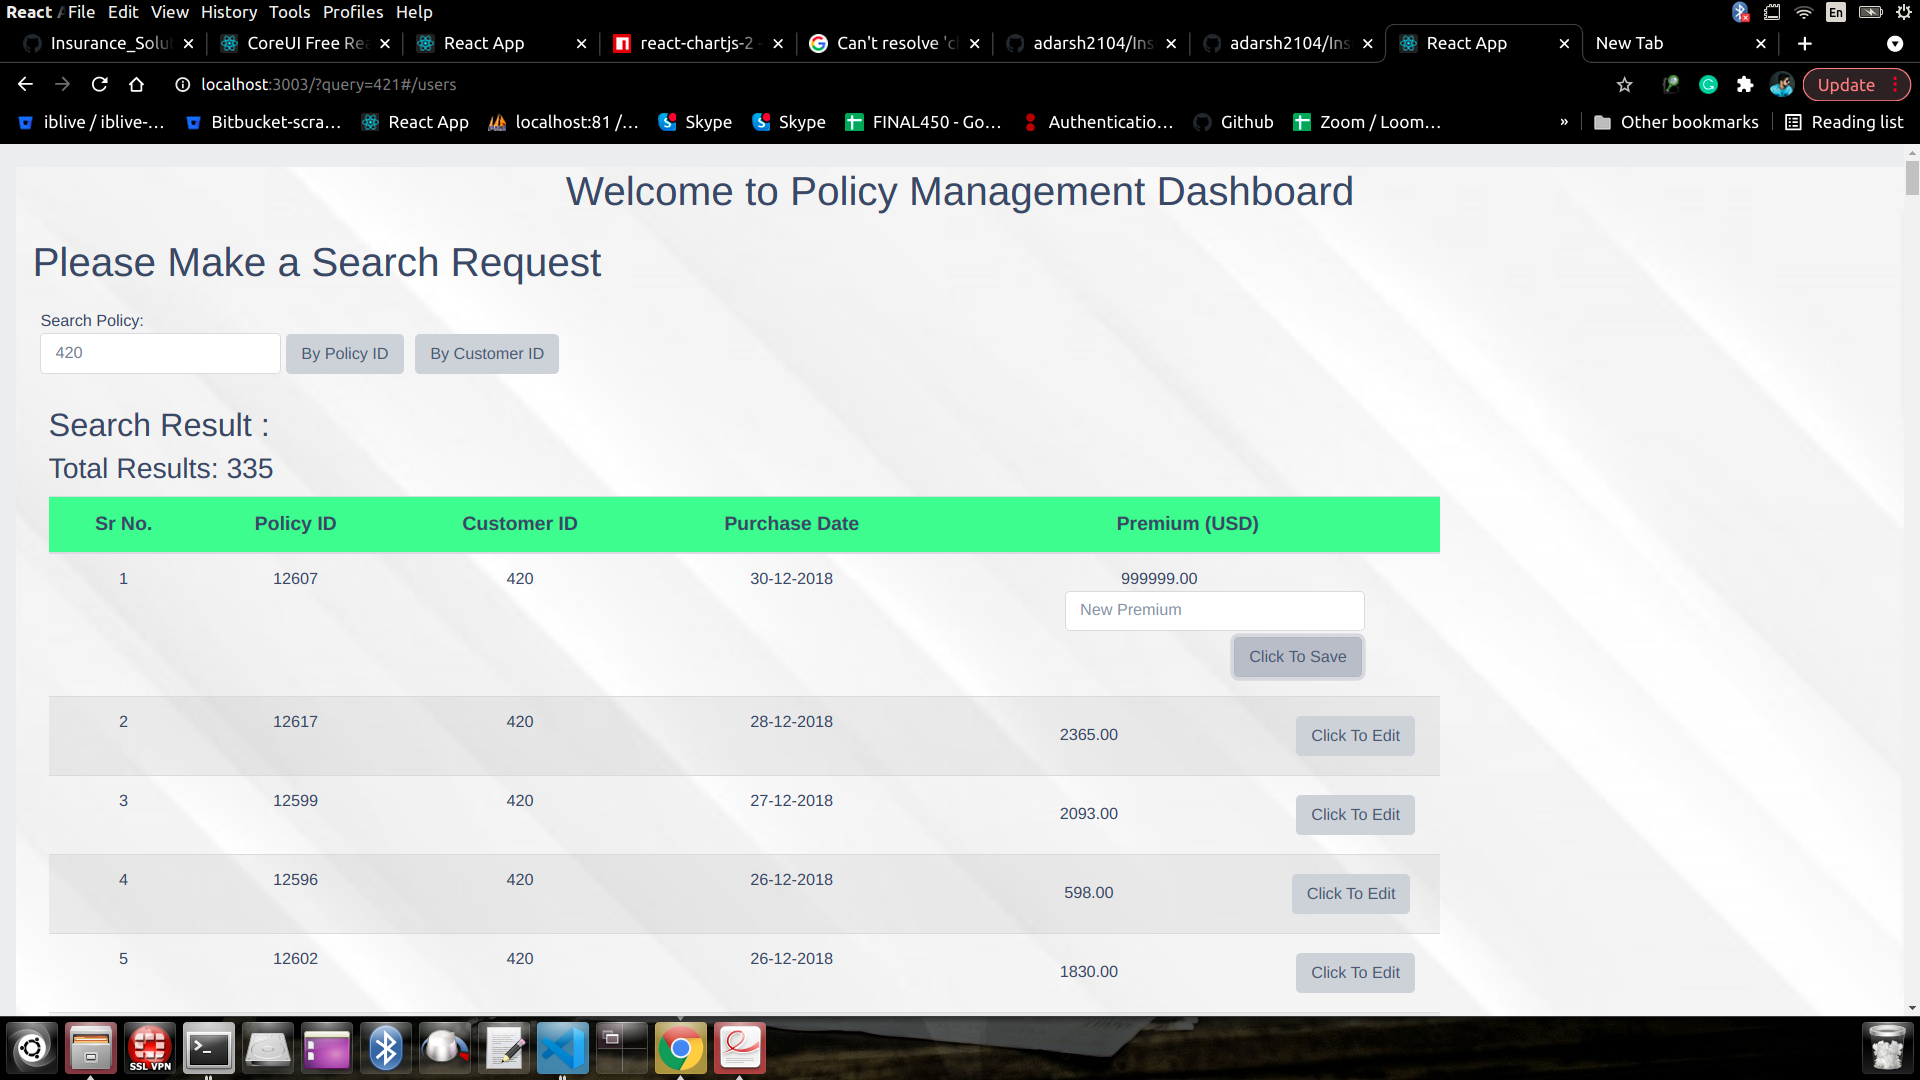 React A File Edit View History Tools Profiles Help En
Insurance_Solut CoreUI Free Rea React App react-chartjs-2 - Can't resolve 'ch adarsh2104/Ins adarsh2104/Ins React App New Tab
localhost:3003/?query=421#/users Update
iblive / iblive-... Bitbucket-scra... React App localhost:81 /... Skype Skype FINAL450 - Go... Authenticatio... Github Zoom / Loom... » Other bookmarks Reading list
Welcome to Policy Management Dashboard
Please Make a Search Request
Search Policy:
420 By Policy ID By Customer ID
Search Result :
Total Results: 335
Sr No. Policy ID Customer ID Purchase Date Premium (USD)
1 12607 420 30-12-2018 999999.00
New Premium
Click To Save
2 12617 420 28-12-2018 2365.00 Click To Edit
3 12599 420 27-12-2018 2093.00 Click To Edit
4 12596 420 26-12-2018 598.00 Click To Edit
5 12602 420 26-12-2018 1830.00 Click To Edit
SSL VPN